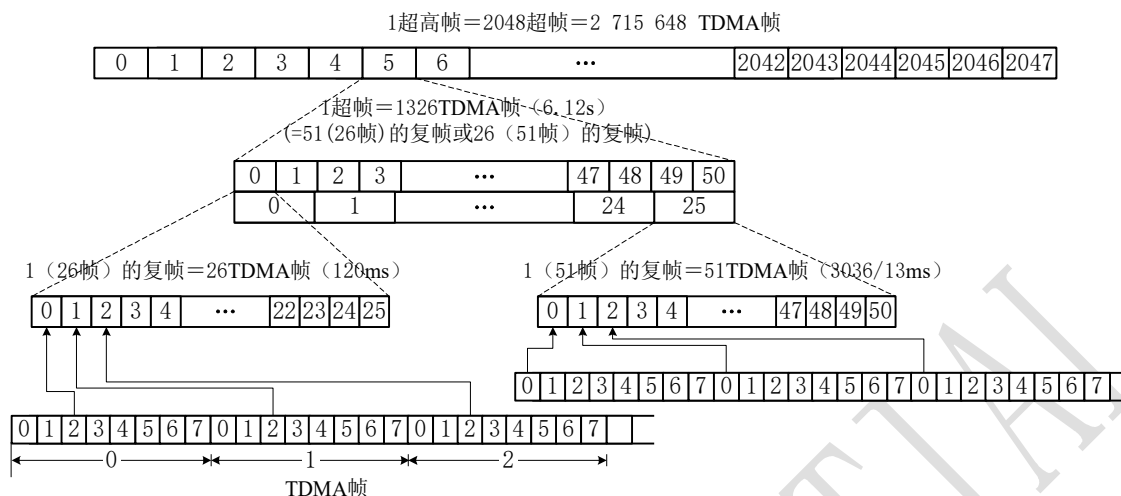 1超高帧＝2048超帧＝2 715 648 TDMA帧
0 1 2 3 4 5 6 … 2042 2043 2044 2045 2046 2047
1超帧＝1326TDMA帧（6.12s）
(=51(26帧)的复帧或26（51帧）的复帧)
0 1 2 3 … 47 48 49 50
0 1 … 24 25
1（26帧）的复帧＝26TDMA帧（120ms）
1（51帧）的复帧＝51TDMA帧（3036/13ms）
0 1 2 3 4 … 22 23 24 25
0 1 2 3 4 … 47 48 49 50
0 1 2 3 4 5 6 7 0 1 2 3 4 5 6 7 0 1 2 3 4 5 6 7
0 1 2 3 4 5 6 7 0 1 2 3 4 5 6 7 0 1 2 3 4 5 6 7
0 1 2
TDMA帧